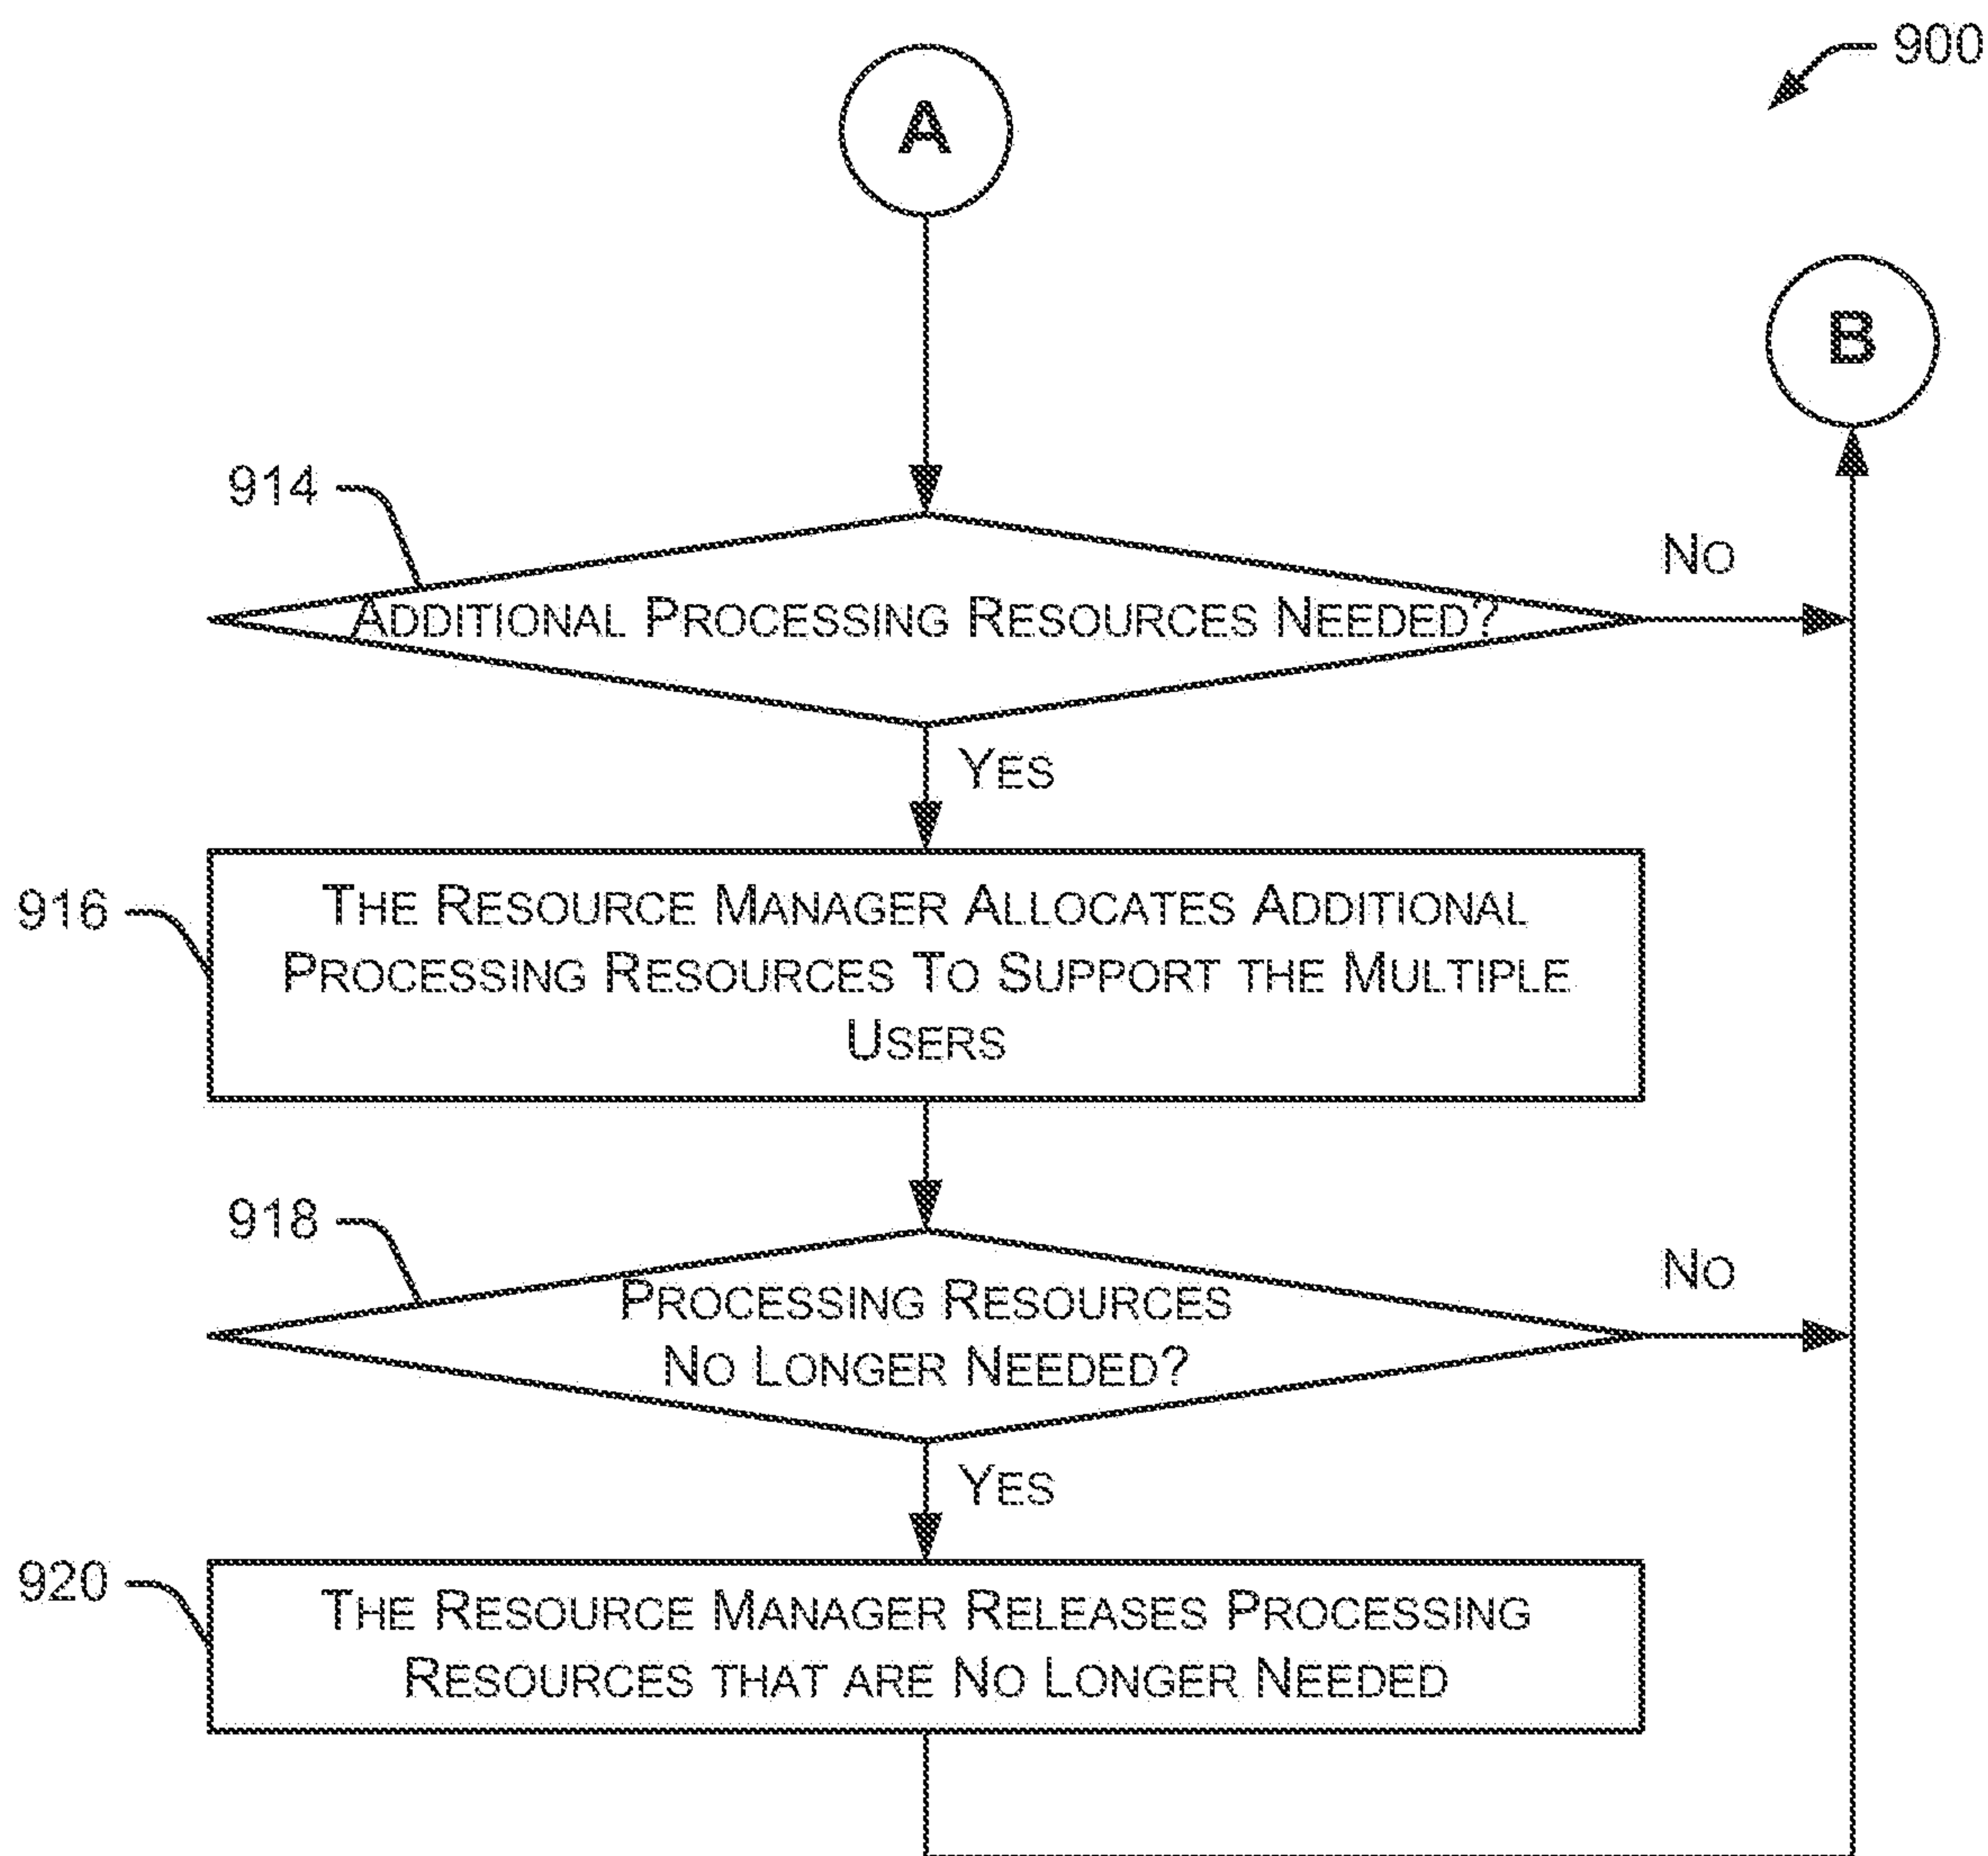 900
A
B
914
NO
ADDITIONAL PROCESSING RESOURCES NEEDED?
YES
916
THE RESOURCE MANAGER ALLOCATES ADDITIONAL
PROCESSING RESOURCES TO SUPPORT THE MULTIPLE
USERS
918
NO
PROCESSING RESOURCES
NO LONGER NEEDED?
YES
920
THE RESOURCE MANAGER RELEASES PROCESSING
RESOURCES THAT ARE NO LONGER NEEDED